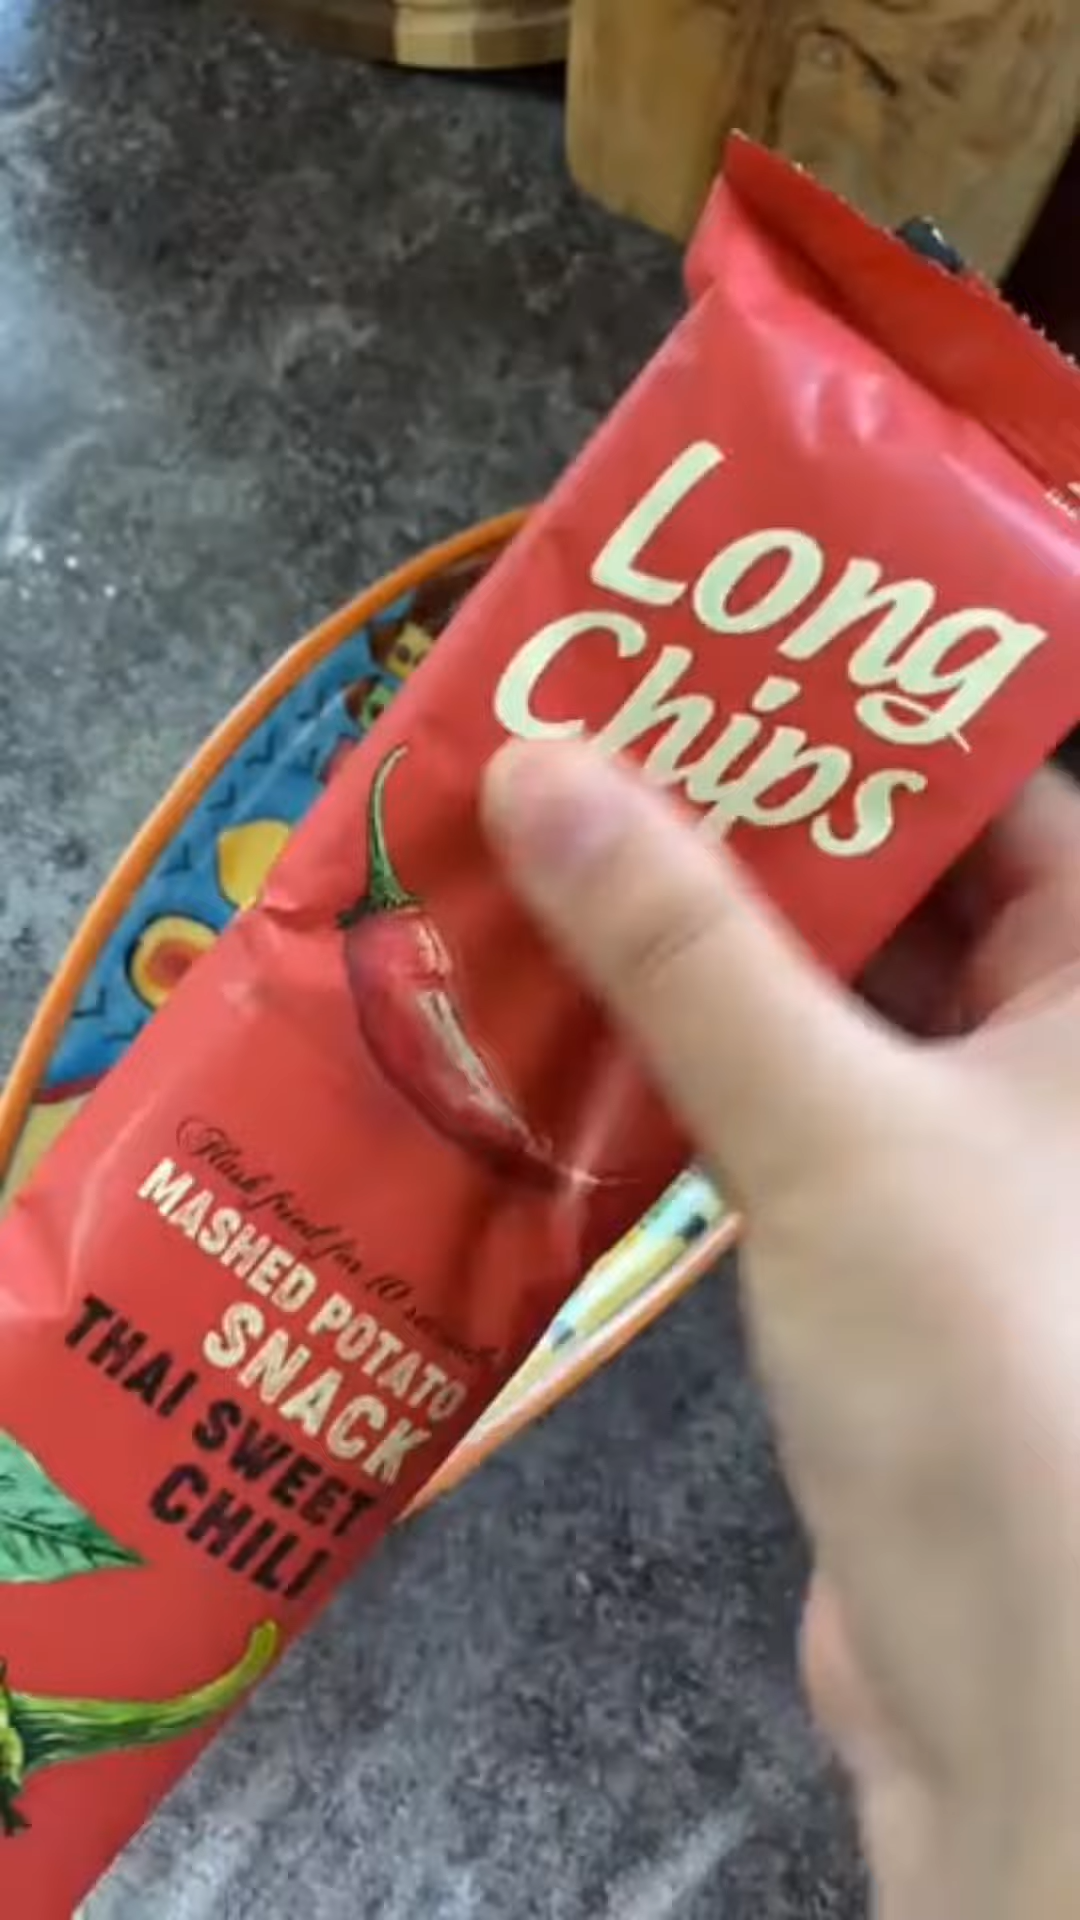 Long
Chips
Flash fried for 10 seconds
MASHED POTATO
SNACK
THAI SWEET
CHILI